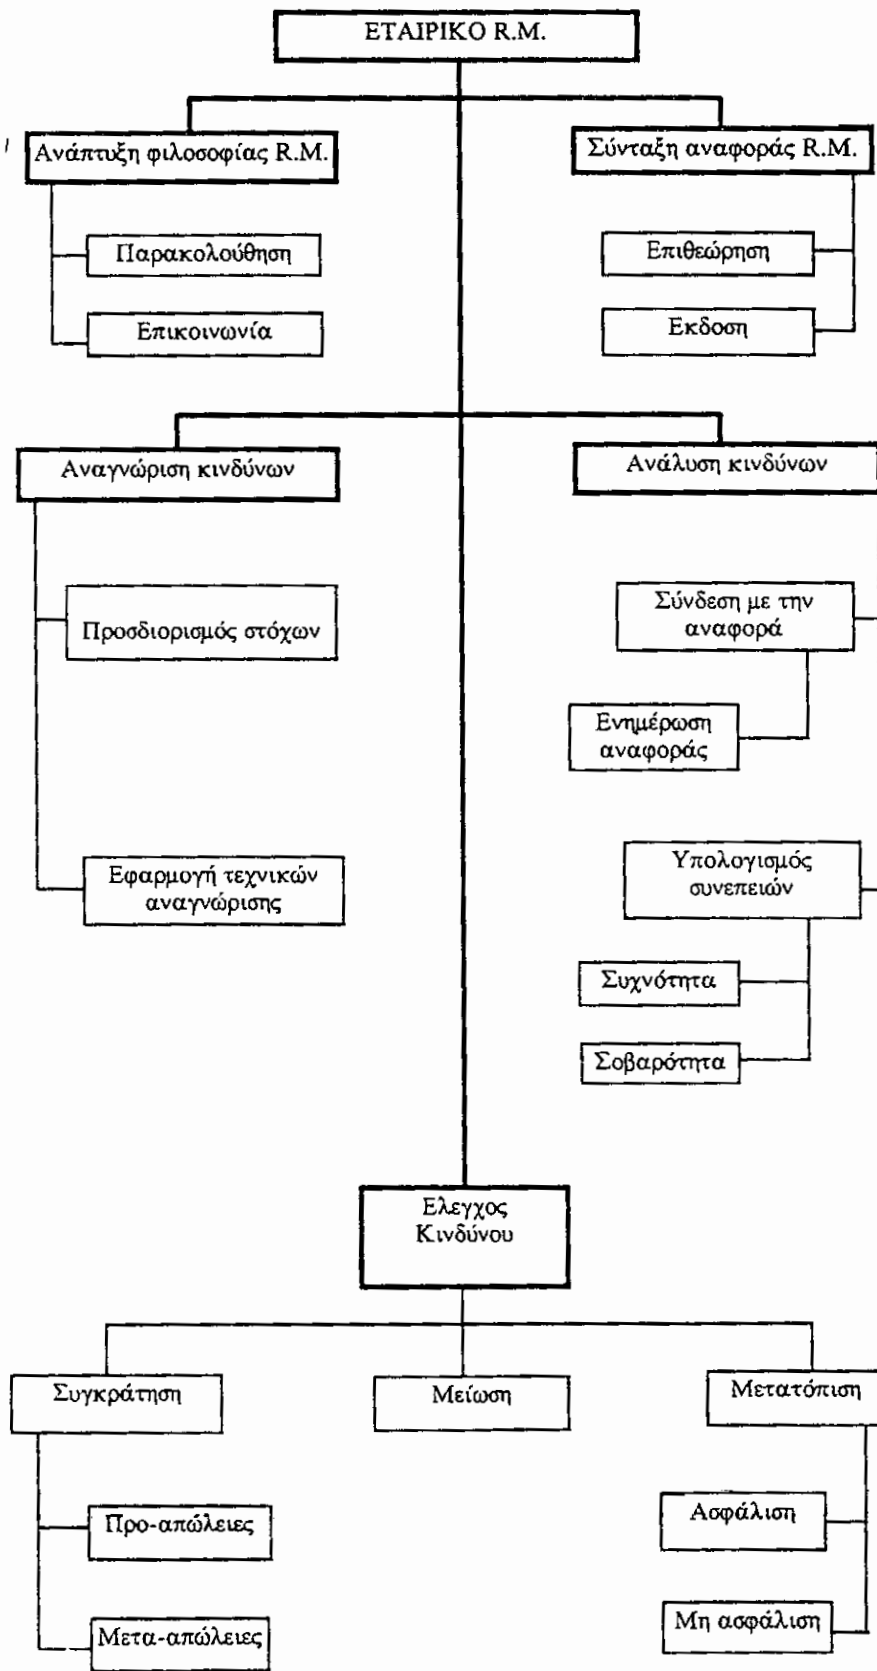 ΕΤΑΙΡΙΚΟ R.M.
Ανάπτυξη φιλοσοφίας R.M.
Σύνταξη αναφοράς R.M.
Παρακολούθηση
Επιθεώρηση
Επικοινωνία
Εκδοση
Αναγνώριση κινδύνων
Ανάλυση κινδύνων
Προσδιορισμός στόχων
Σύνδεση με την
αναφορά
Ενημέρωση
αναφοράς
Εφαρμογή τεχνικών
αναγνώρισης
Υπολογισμός
συνεπειών
Συχνότητα
Σοβαρότητα
Ελεγχος
Κινδύνου
Συγκράτηση
Μείωση
Μετατόπιση
Προ-απώλειες
Ασφάλιση
Μετα-απώλειες
Μη ασφάλιση